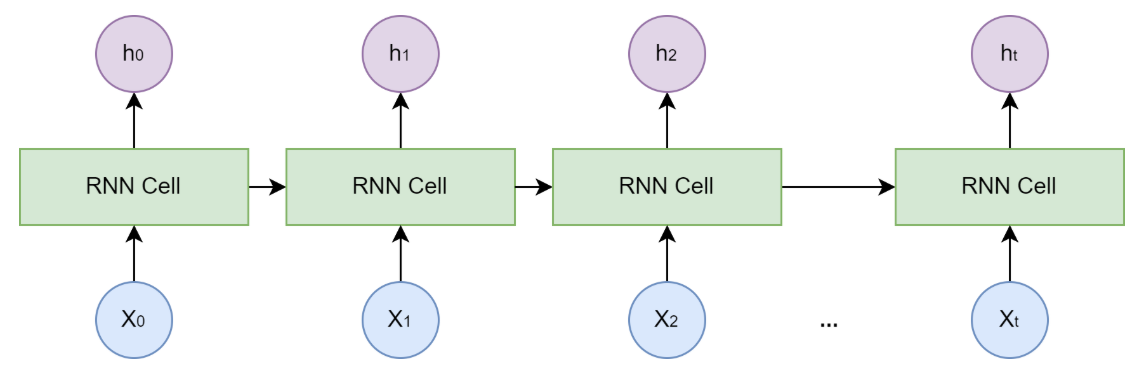 h0 h1 h2 ht
RNN Cell RNN Cell RNN Cell RNN Cell
X0 X1 X2 ... Xt